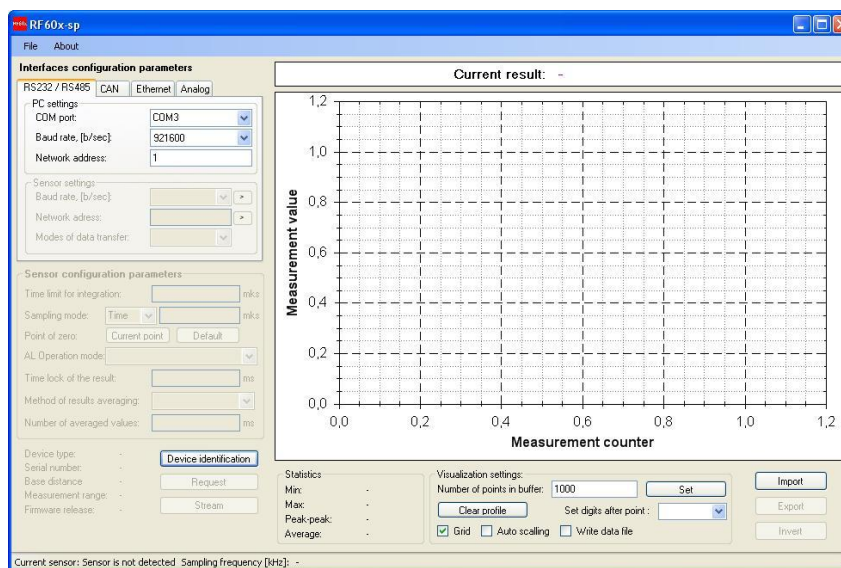 RF60x-sp
File About
Interfaces configuration parameters
RS232 / RS485 CAN Ethernet Analog
PC settings
COM port: COM3
Baud rate, [b/sec]: 921600
Network address: 1
Sensor settings
Baud rate, [b/sec]: >
Network adress: >
Modes of data transfer:
Sensor configuration parameters
Time limit for integration: mks
Sampling mode: Time mks
Point of zero: Current point Default
AL Operation mode:
Time lock of the result: ms
Method of results averaging:
Number of averaged values: ms
Device type: -
Serial number: -
Base distance -
Measurement range: -
Firmware release: -
Device identification
Request
Stream
Current result: -
Measurement value
1,2
1,0
0,8
0,6
0,4
0,2
0,0
0,0 0,2 0,4 0,6 0,8 1,0 1,2
Measurement counter
Statistics
Min: -
Max: -
Peak-peak: -
Average: -
Visualization settings:
Number of points in buffer: 1000 Set
Clear profile Set digits after point :
Grid Auto scalling Write data file
Import
Export
Invert
Current sensor: Sensor is not detected Sampling frequency [kHz]: -